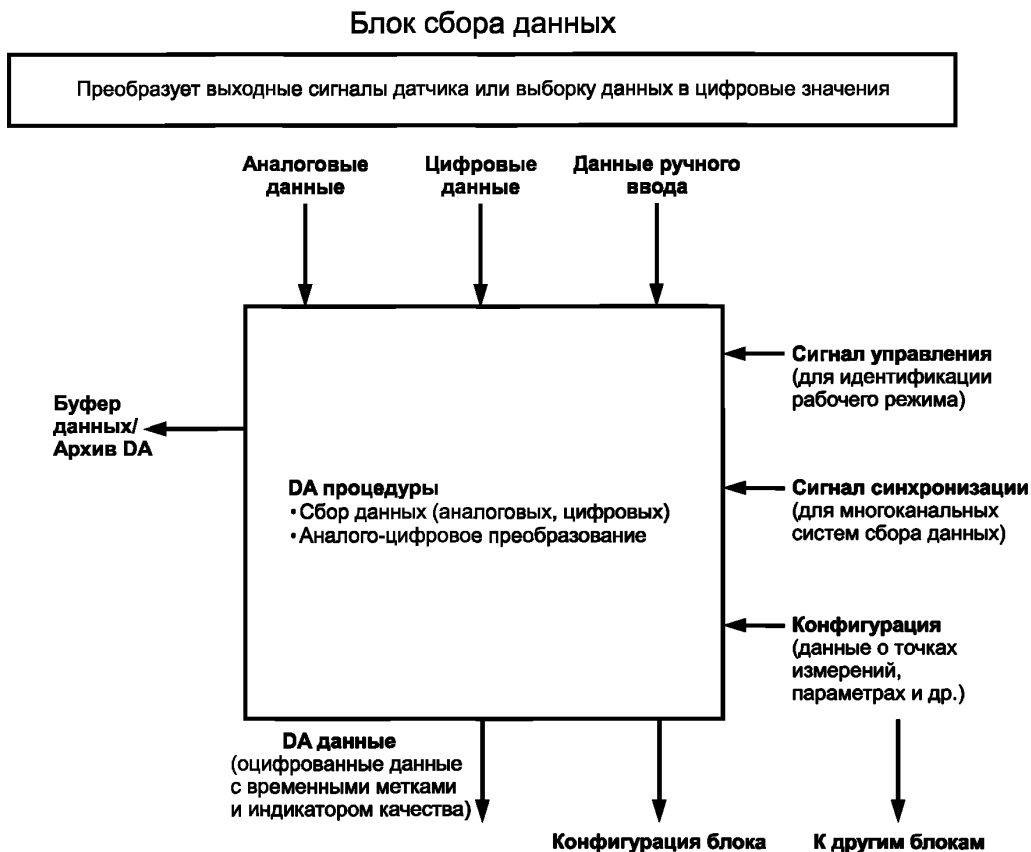 Блок сбора данных
Преобразует выходные сигналы датчика или выборку данных в цифровые значения
Аналоговые
данные
Цифровые
данные
Данные ручного
ввода
Сигнал управления
(для идентификации
рабочего режима)
Буфер
данных/
Архив DA
DA процедуры
• Сбор данных (аналоговых, цифровых)
• Аналого-цифровое преобразование
Сигнал синхронизации
(для многоканальных
систем сбора данных)
Конфигурация
(данные о точках
измерений,
параметрах и др.)
DA данные
(оцифрованные данные
с временными метками
и индикатором качества)
Конфигурация блока
К другим блокам